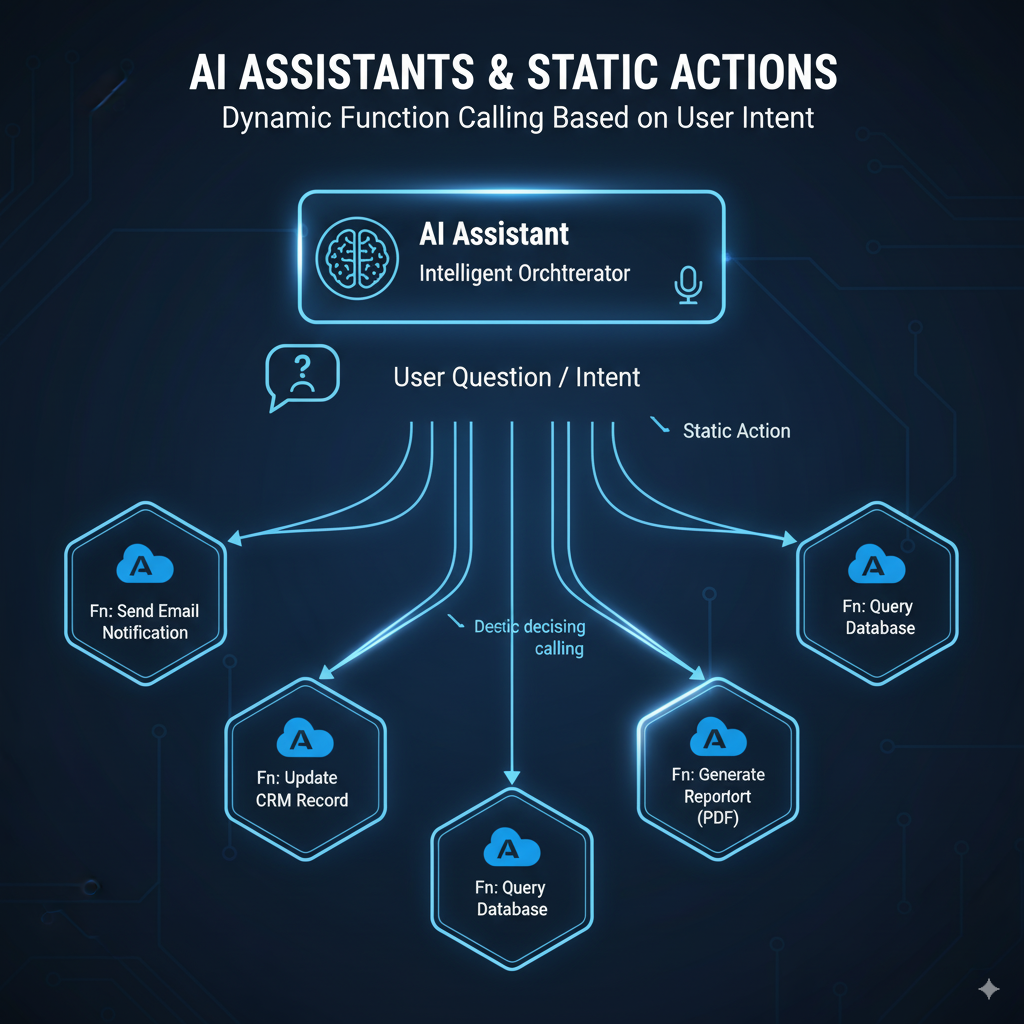 AI ASSISTANTS & STATIC ACTIONS
Dynamic Function Calling Based on User Intent
AI Assistant
Intelligent Orchtrerator
?
User Question / Intent
Static Action
A
Fn: Send Email
Notification
A
Fn: Query
Database
Destic decising
calling
A
Fn: Update
CRM Record
A
Fn: Generate
Reportort
(PDF)
A
Fn: Query
Database